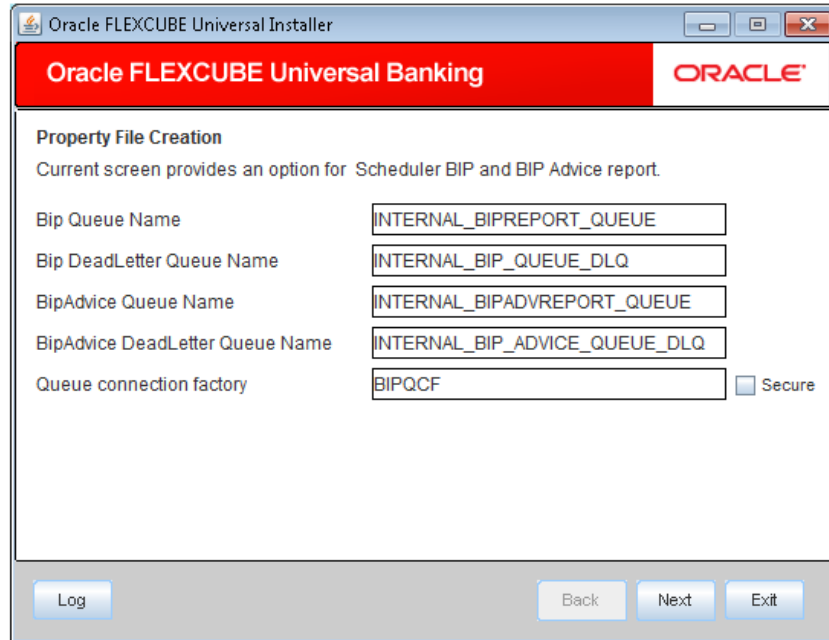 Oracle FLEXCUBE Universal Installer
Oracle FLEXCUBE Universal Banking
ORACLE'
Property File Creation
Current screen provides an option for Scheduler BIP and BIP Advice report.
Bip Queue Name INTERNAL_BIPREPORT_QUEUE
Bip DeadLetter Queue Name INTERNAL_BIP_QUEUE_DLQ
BipAdvice Queue Name INTERNAL_BIPADVREPORT_QUEUE
BipAdvice DeadLetter Queue Name INTERNAL_BIP_ADVICE_QUEUE_DLQ
Queue connection factory BIPQCF Secure
Log Back Next Exit